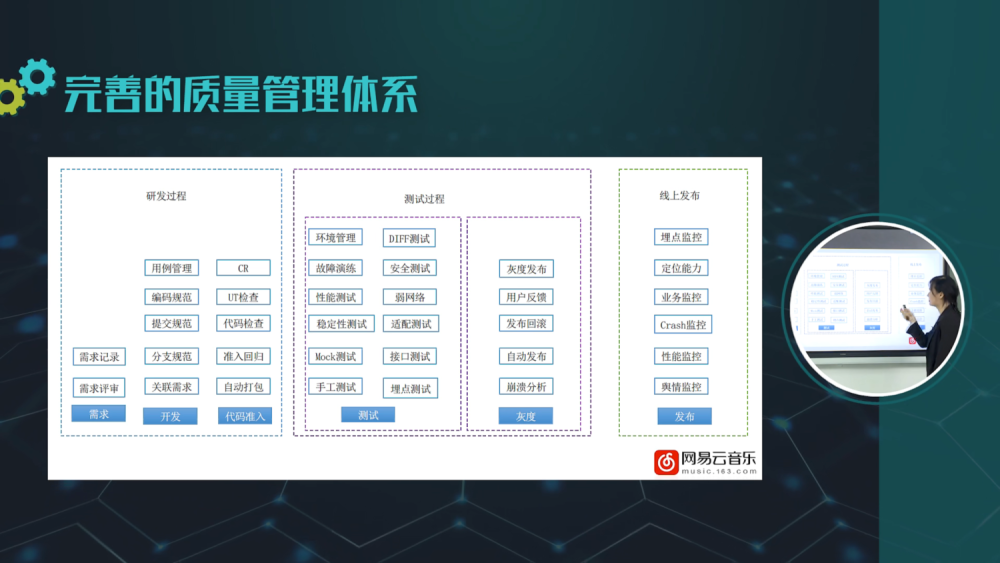 完善的质量管理体系
研发过程
用例管理 CR
编码规范 UT检查
提交规范 代码检查
需求记录 分支规范 准入回归
需求评审 关联需求 自动打包
需求 开发 代码准入
测试过程
环境管理 DIFF测试
故障演练 安全测试
性能测试 弱网络
稳定性测试 适配测试
Mock测试 接口测试
手工测试 埋点测试
测试
灰度发布
用户反馈
发布回滚
自动发布
崩溃分析
灰度
线上发布
埋点监控
定位能力
业务监控
Crash监控
性能监控
舆情监控
发布
网易云音乐
music.163.com